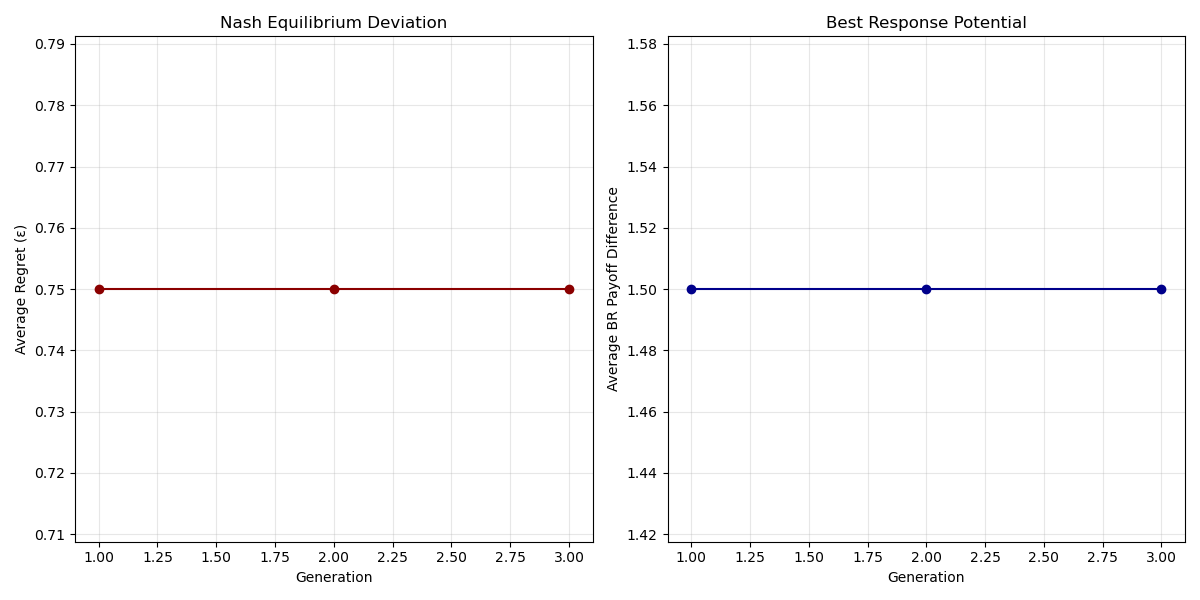 Nash Equilibrium Deviation
Average Regret (ε)
0.79
0.78
0.77
0.76
0.75
0.74
0.73
0.72
0.71
1.00 1.25 1.50 1.75 2.00 2.25 2.50 2.75 3.00
Generation
Best Response Potential
Average BR Payoff Difference
1.58
1.56
1.54
1.52
1.50
1.48
1.46
1.44
1.42
1.00 1.25 1.50 1.75 2.00 2.25 2.50 2.75 3.00
Generation